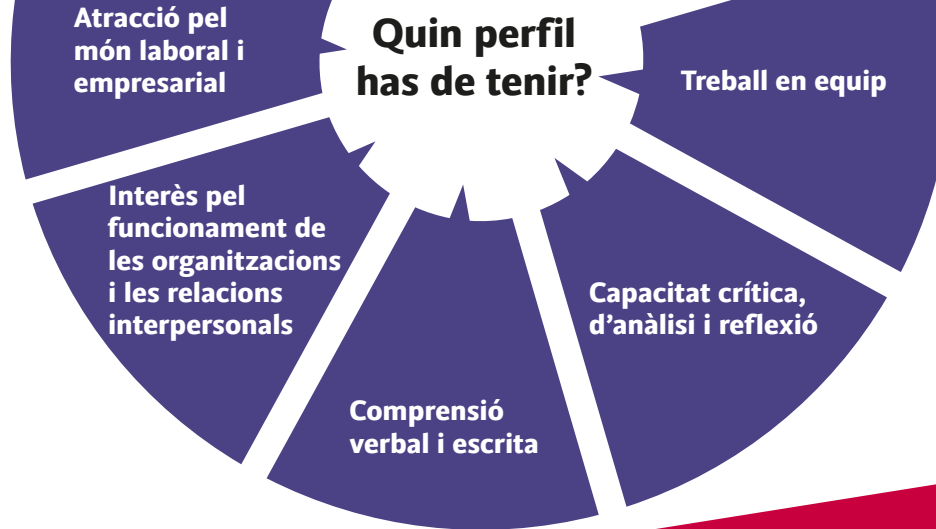 Quin perfil
has de tenir?
Atracció pel
món laboral i
empresarial
Interès pel
funcionament de
les organitzacions
i les relacions
interpersonals
Comprensió
verbal i escrita
Capacitat crítica,
d’anàlisi i reflexió
Treball en equip